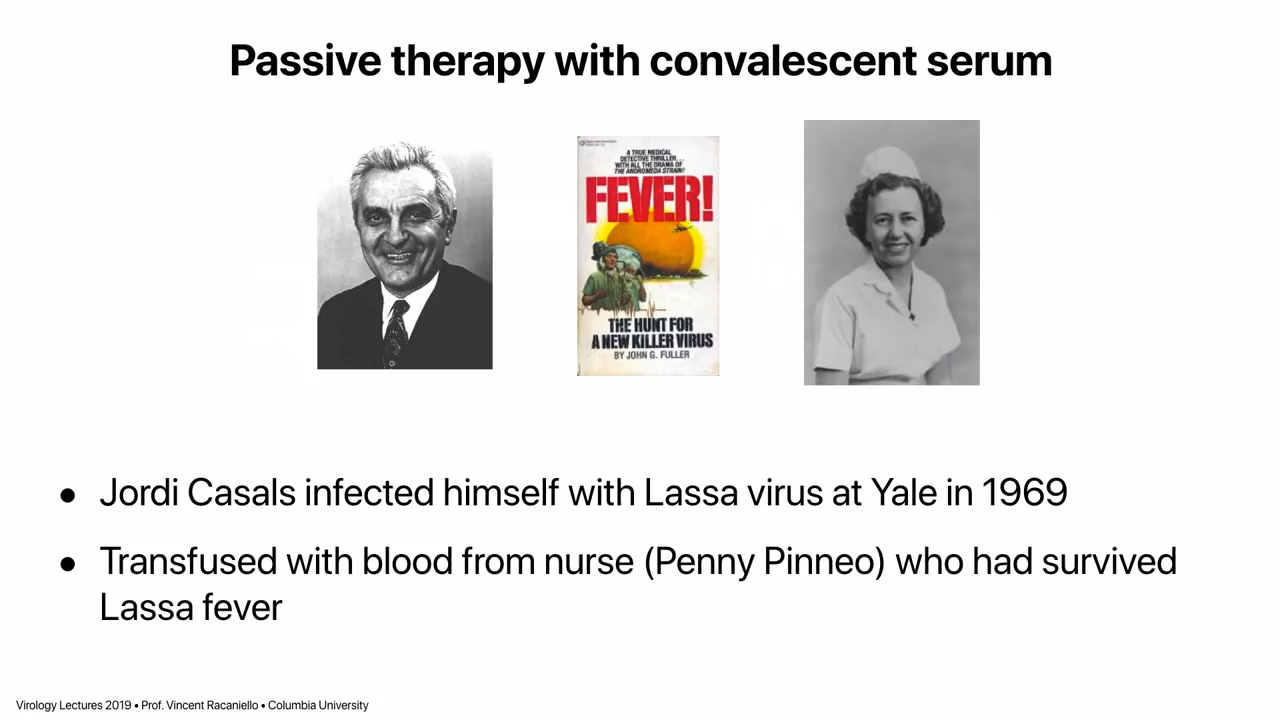 Passive therapy with convalescent serum
A TRUE MEDICAL
DETECTIVE THRILLER...
WITH ALL THE DRAMA OF
THE ANDROMEDA STRAIN!
FEVER!
THE HUNT FOR
A NEW KILLER VIRUS
BY JOHN G. FULLER
• Jordi Casals infected himself with Lassa virus at Yale in 1969
• Transfused with blood from nurse (Penny Pinneo) who had survived
Lassa fever
Virology Lectures 2019 • Prof. Vincent Racaniello • Columbia University